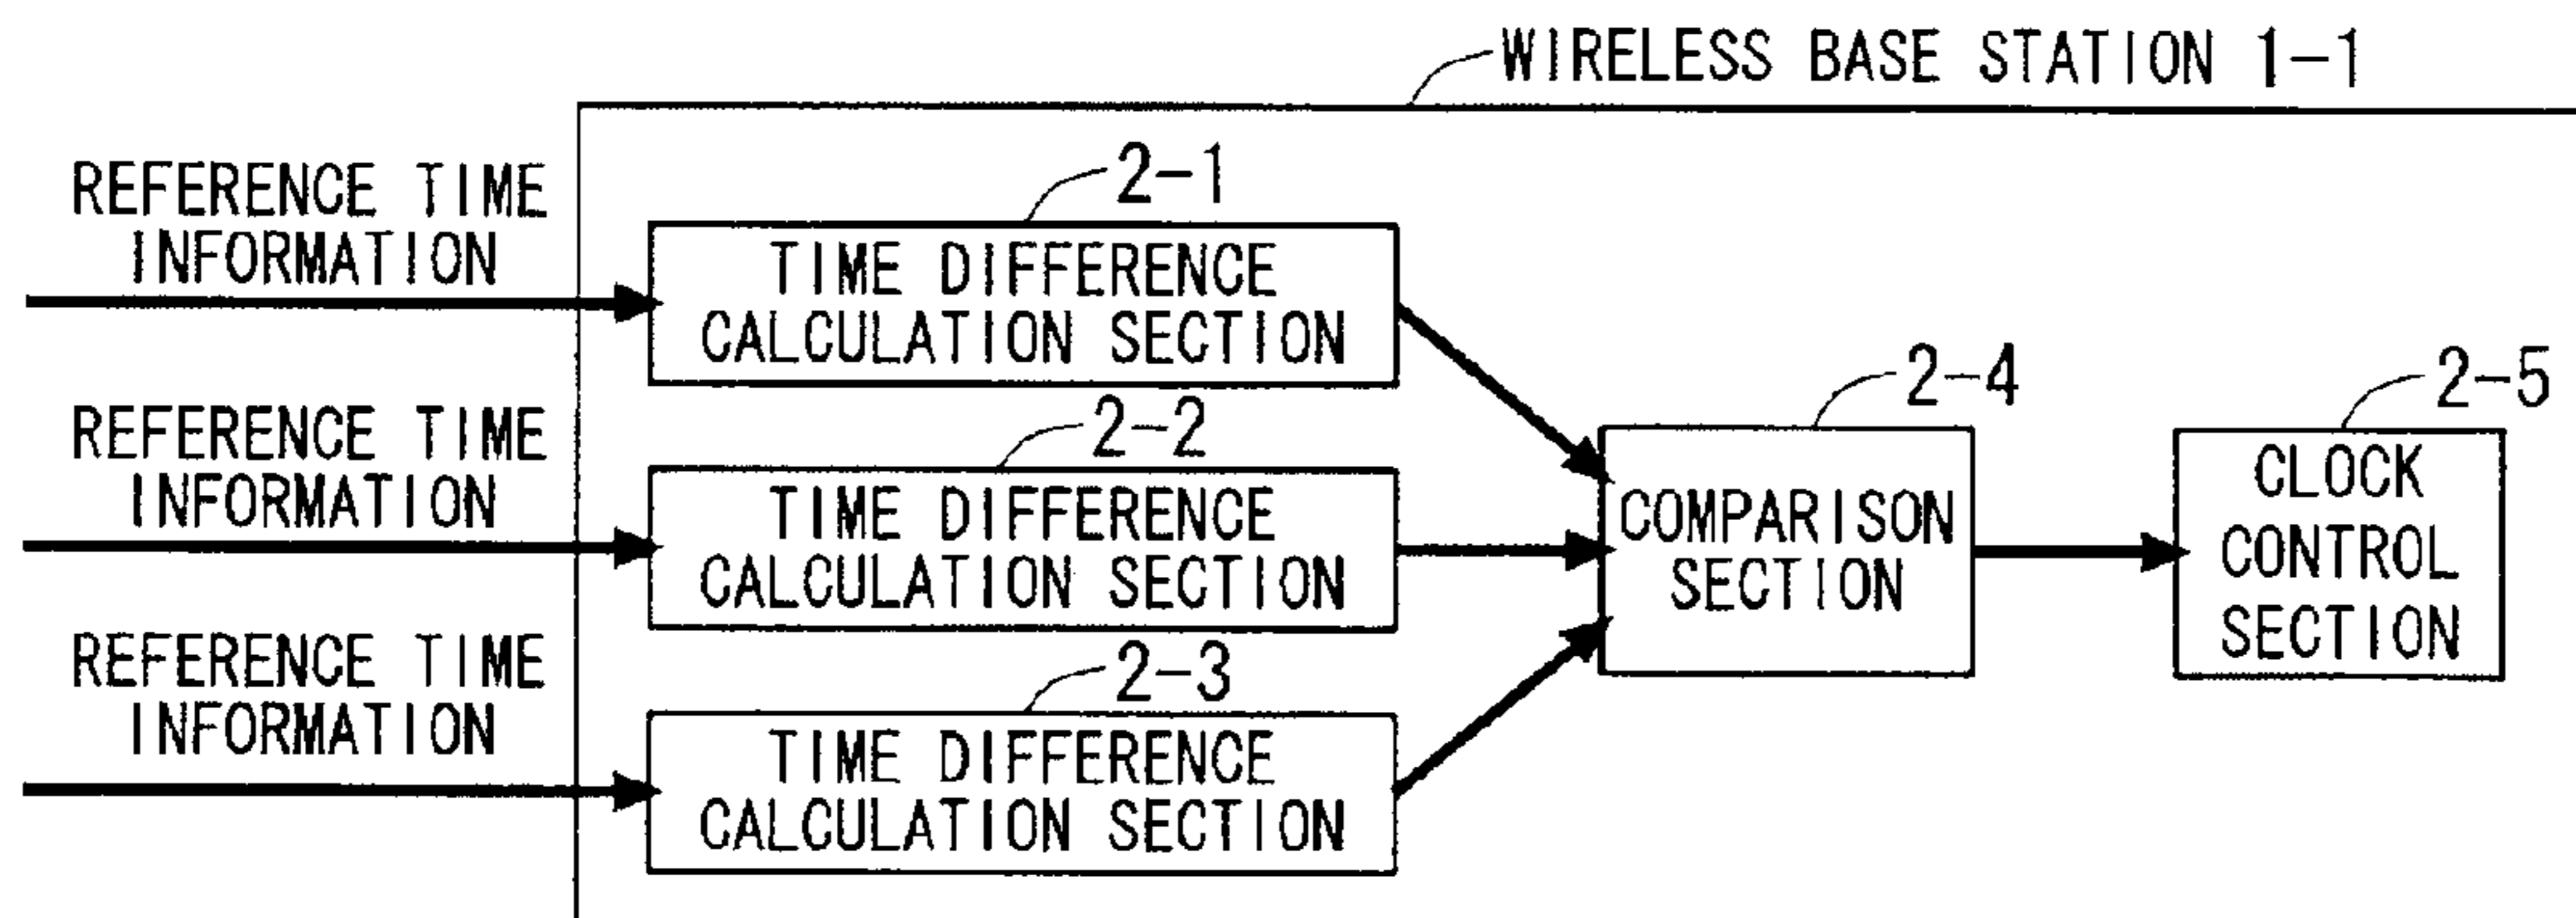 WIRELESS BASE STATION 1-1
REFERENCE TIME
INFORMATION
2-1
TIME DIFFERENCE
CALCULATION SECTION
REFERENCE TIME
INFORMATION
2-2
TIME DIFFERENCE
CALCULATION SECTION
REFERENCE TIME
INFORMATION
2-3
TIME DIFFERENCE
CALCULATION SECTION
2-4
COMPARISON
SECTION
2-5
CLOCK
CONTROL
SECTION